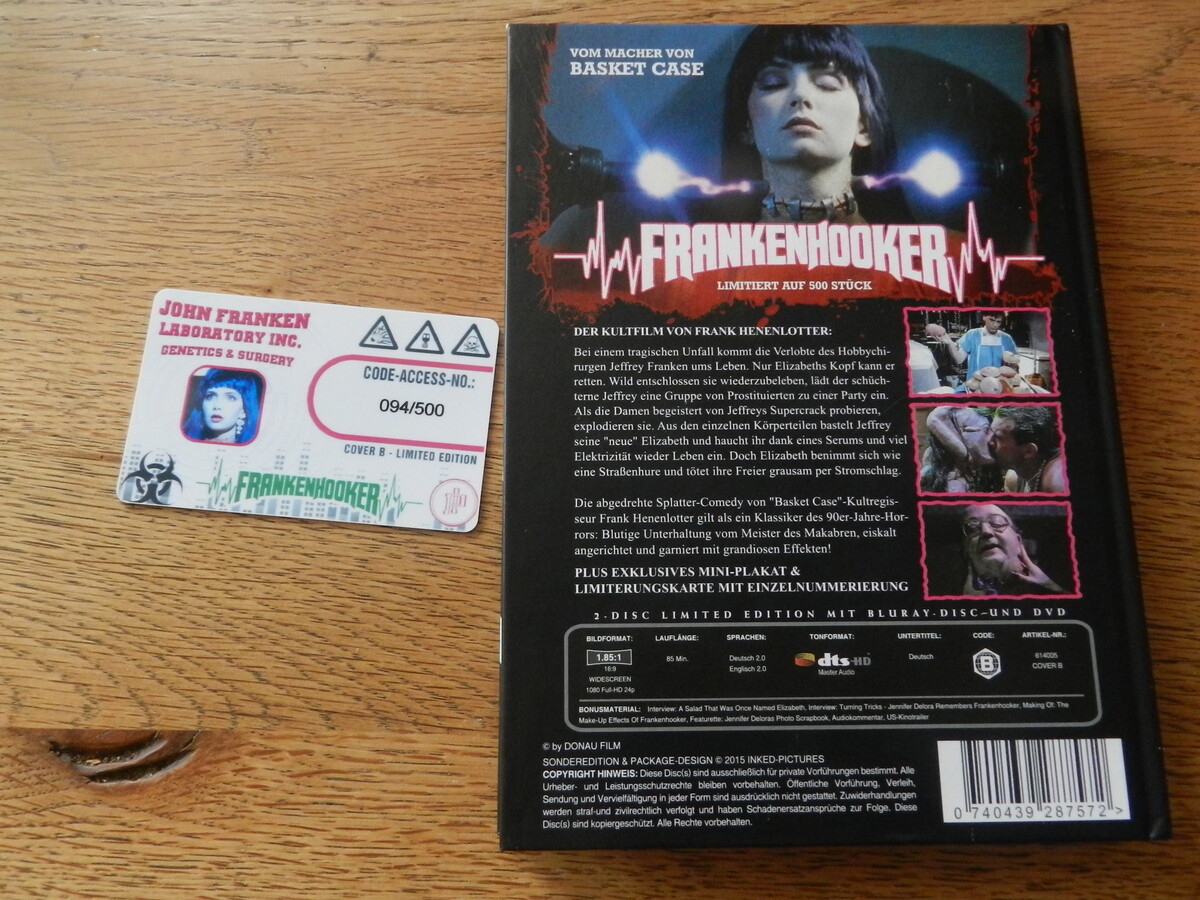 JOHN FRANKEN
LABORATORY INC.
GENETICS & SURGERY
CODE-ACCESS-NO.:
094/500
COVER B - LIMITED EDITION
FRANKENHOOKER
VOM MACHER VON
BASKET CASE
FRANKENHOOKER
LIMITIERT AUF 500 STÜCK
DER KULTFILM VON FRANK HENENLOTTER:
Bei einem tragischen Unfall kommt die Verlobte des Hobbychi-
rurgen Jeffrey Franken ums Leben. Nur Elizabeths Kopf kann er
retten. Wild entschlossen sie wiederzubeleben, lädt der schüch-
terne Jeffrey eine Gruppe von Prostituierten zu einer Party ein.
Als die Damen begeistert von Jeffreys Supercrack probieren,
explodieren sie. Aus den einzelnen Körperteilen bastelt Jeffrey
seine "neue" Elizabeth und haucht ihr dank eines Serums und viel
Elektrizität wieder Leben ein. Doch Elizabeth benimmt sich wie
eine Straßenhure und tötet ihre Freier grausam per Stromschlag.
Die abgedrehte Splatter-Comedy von "Basket Case"-Kultregis-
seur Frank Henenlotter gilt als ein Klassiker des 90er-Jahre-Hor-
rors: Blutige Unterhaltung vom Meister des Makabren, eiskalt
angerichtet und garniert mit grandiosen Effekten!
PLUS EXKLUSIVES MINI-PLAKAT &
LIMITERUNGSKARTE MIT EINZELNUMMERIERUNG
2-DISC LIMITED EDITION MIT BLURAY-DISC-UND DVD
BILDFORMAT: LAUFLÄNGE: SPRACHEN: TONFORMAT: UNTERTITEL: CODE: ARTIKEL-NR.:
1.85:1 85 Min. Deutsch 2.0 dts-HD Deutsch B 614005
16:9 Englisch 2.0 Master Audio COVER B
WIDESCREEN
1080 Full-HD 24p
BONUSMATERIAL: Interview: A Salad That Was Once Named Elizabeth, Interview: Turning Tricks - Jennifer Delora Remembers Frankenhooker, Making Of: The
Make-Up Effects Of Frankenhooker, Featurette: Jennifer Deloras Photo Scrapbook, Audiokommentar, US-Kinotrailer
© by DONAU FILM
SONDEREDITION & PACKAGE-DESIGN © 2015 INKED-PICTURES
COPYRIGHT HINWEIS: Diese Disc(s) sind ausschließlich für private Vorführungen bestimmt. Alle
Urheber- und Leistungsschutzrechte bleiben vorbehalten. Öffentliche Vorführung, Verleih,
Sendung und Vervielfältigung in jeder Form sind ausdrücklich nicht gestattet. Zuwiderhandlungen
werden straf-und zivilrechtlich verfolgt und haben Schadenersatzansprüche zur Folge. Diese
Disc(s) sind kopiergeschützt. Alle Rechte vorbehalten.
0 740439 287572 >